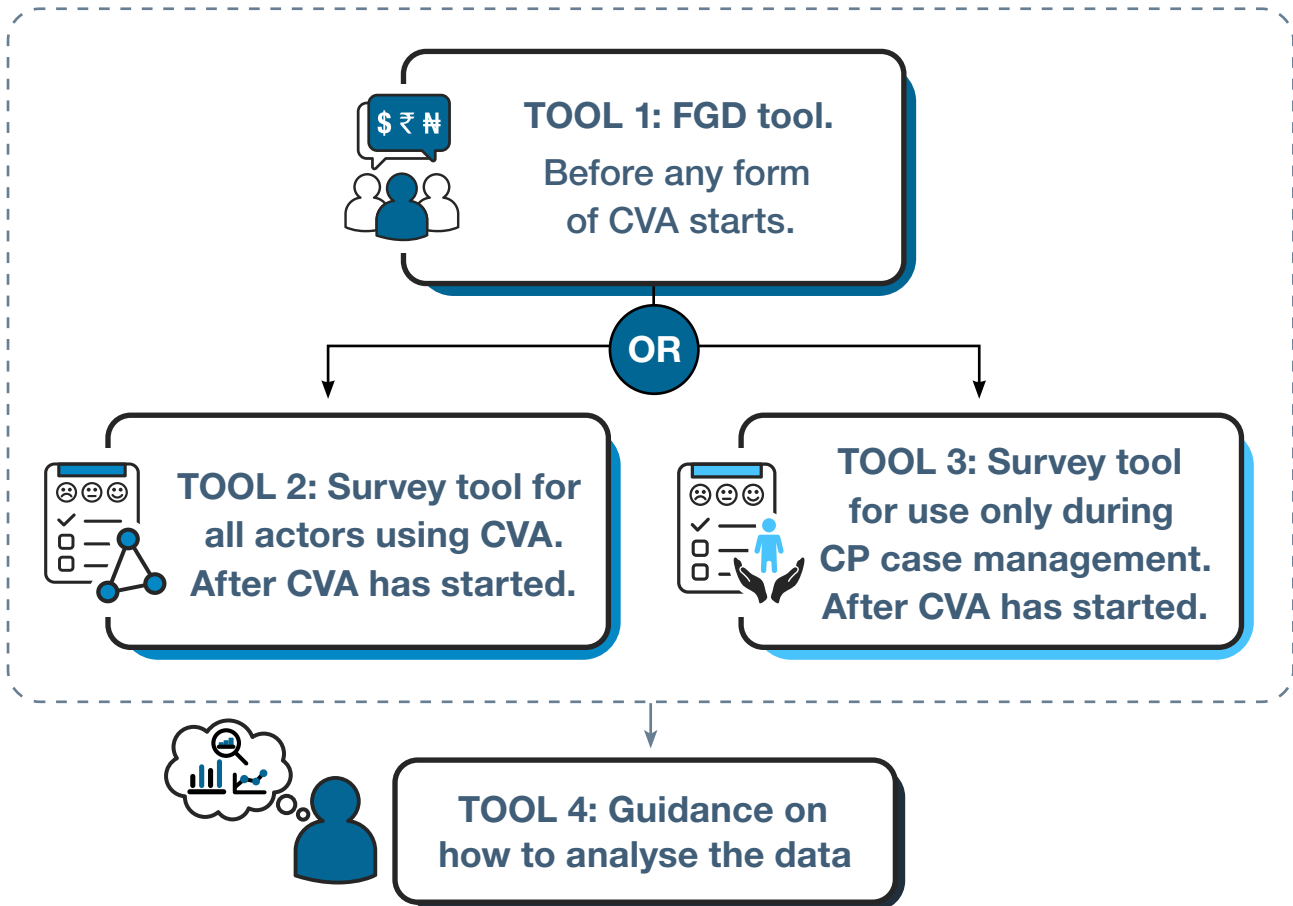 $ ₹ ₦
TOOL 1: FGD tool.
Before any form
of CVA starts.
OR
TOOL 2: Survey tool for
all actors using CVA.
After CVA has started.
TOOL 3: Survey tool
for use only during
CP case management.
After CVA has started.
TOOL 4: Guidance on
how to analyse the data